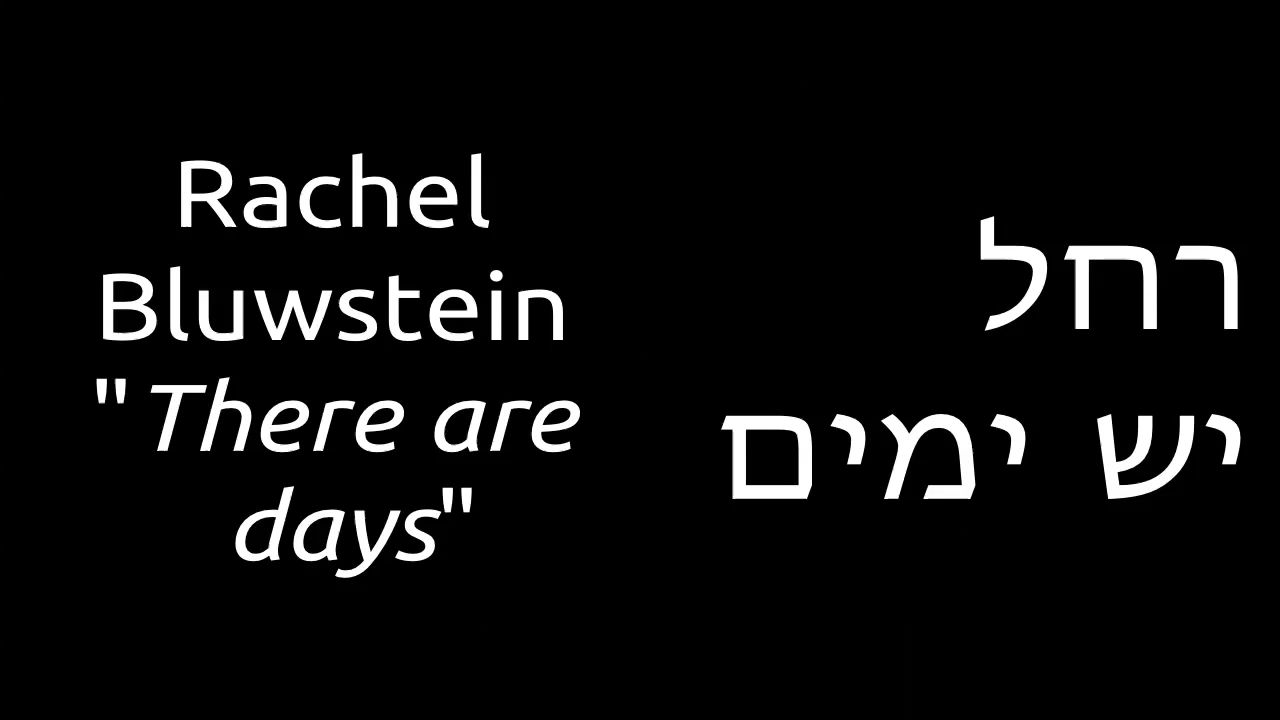 Rachel
Bluwstein
"There are
days"
רחל
יש ימים